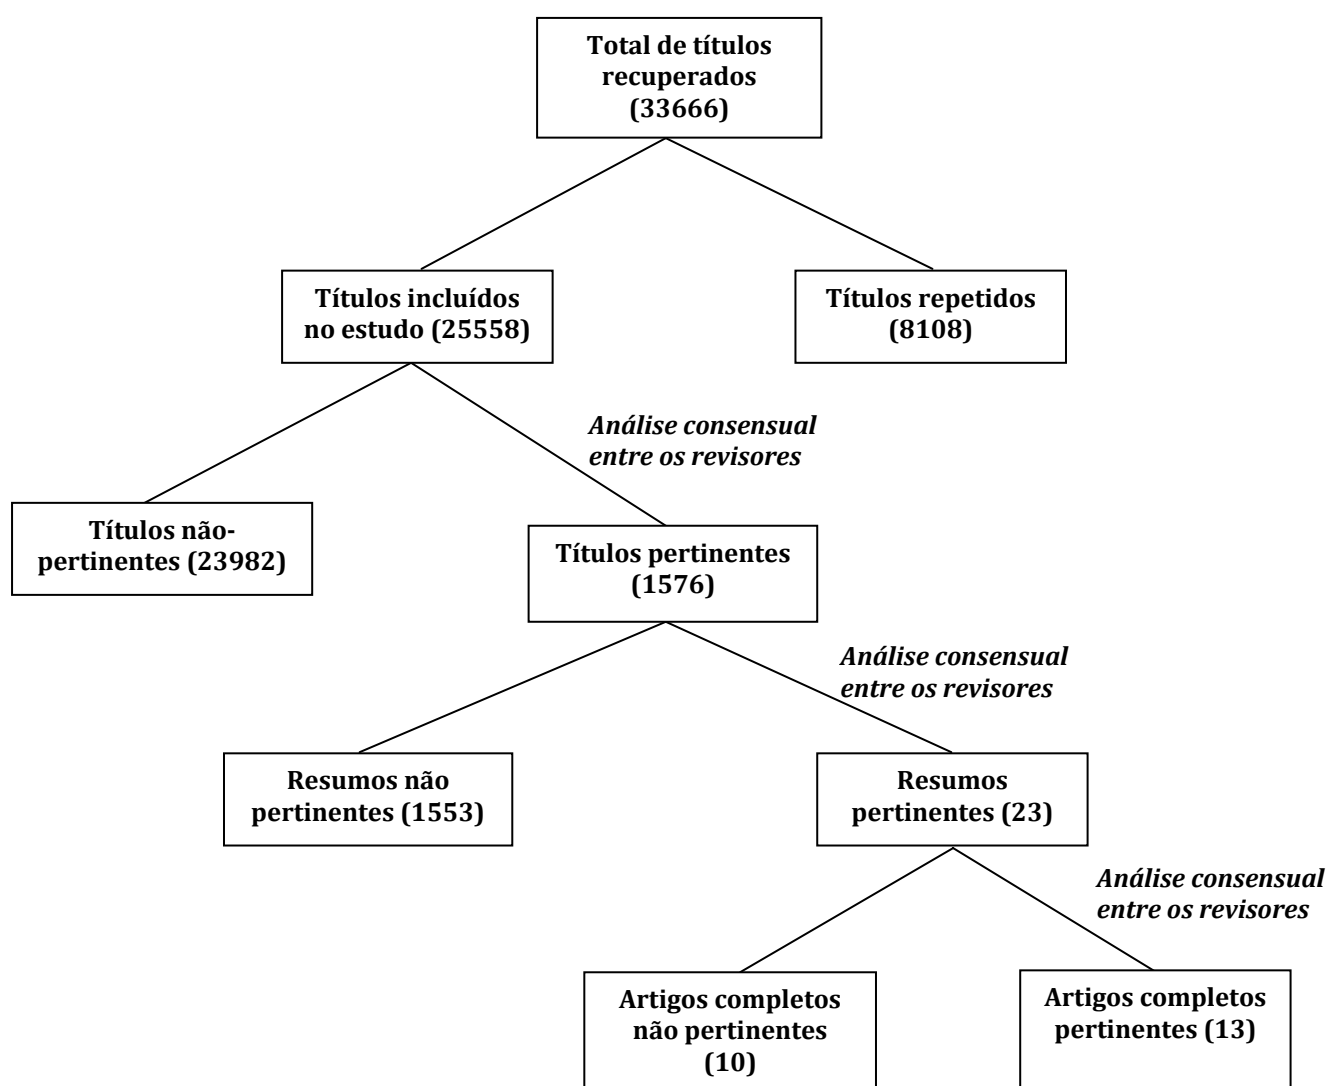 Total de títulos
recuperados
(33666)
Títulos incluídos
no estudo (25558)
Títulos repetidos
(8108)
Análise consensual
entre os revisores
Títulos não-
pertinentes (23982)
Títulos pertinentes
(1576)
Análise consensual
entre os revisores
Resumos não
pertinentes (1553)
Resumos
pertinentes (23)
Análise consensual
entre os revisores
Artigos completos
não pertinentes
(10)
Artigos completos
pertinentes (13)